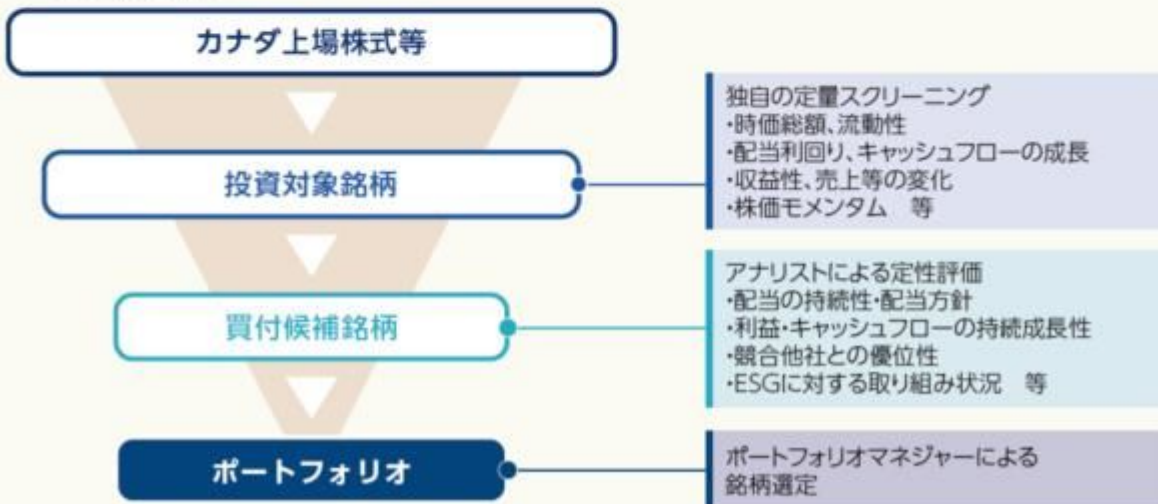 カナダ上場株式等
投資対象銘柄
独自の定量スクリーニング
・時価総額、流動性
・配当利回り、キャッシュフローの成長
・収益性、売上等の変化
・株価モメンタム 等
買付候補銘柄
アナリストによる定性評価
・配当の持続性・配当方針
・利益・キャッシュフローの持続成長性
・競合他社との優位性
・ESGに対する取り組み状況 等
ポートフォリオ
ポートフォリオマネジャーによる
銘柄選定